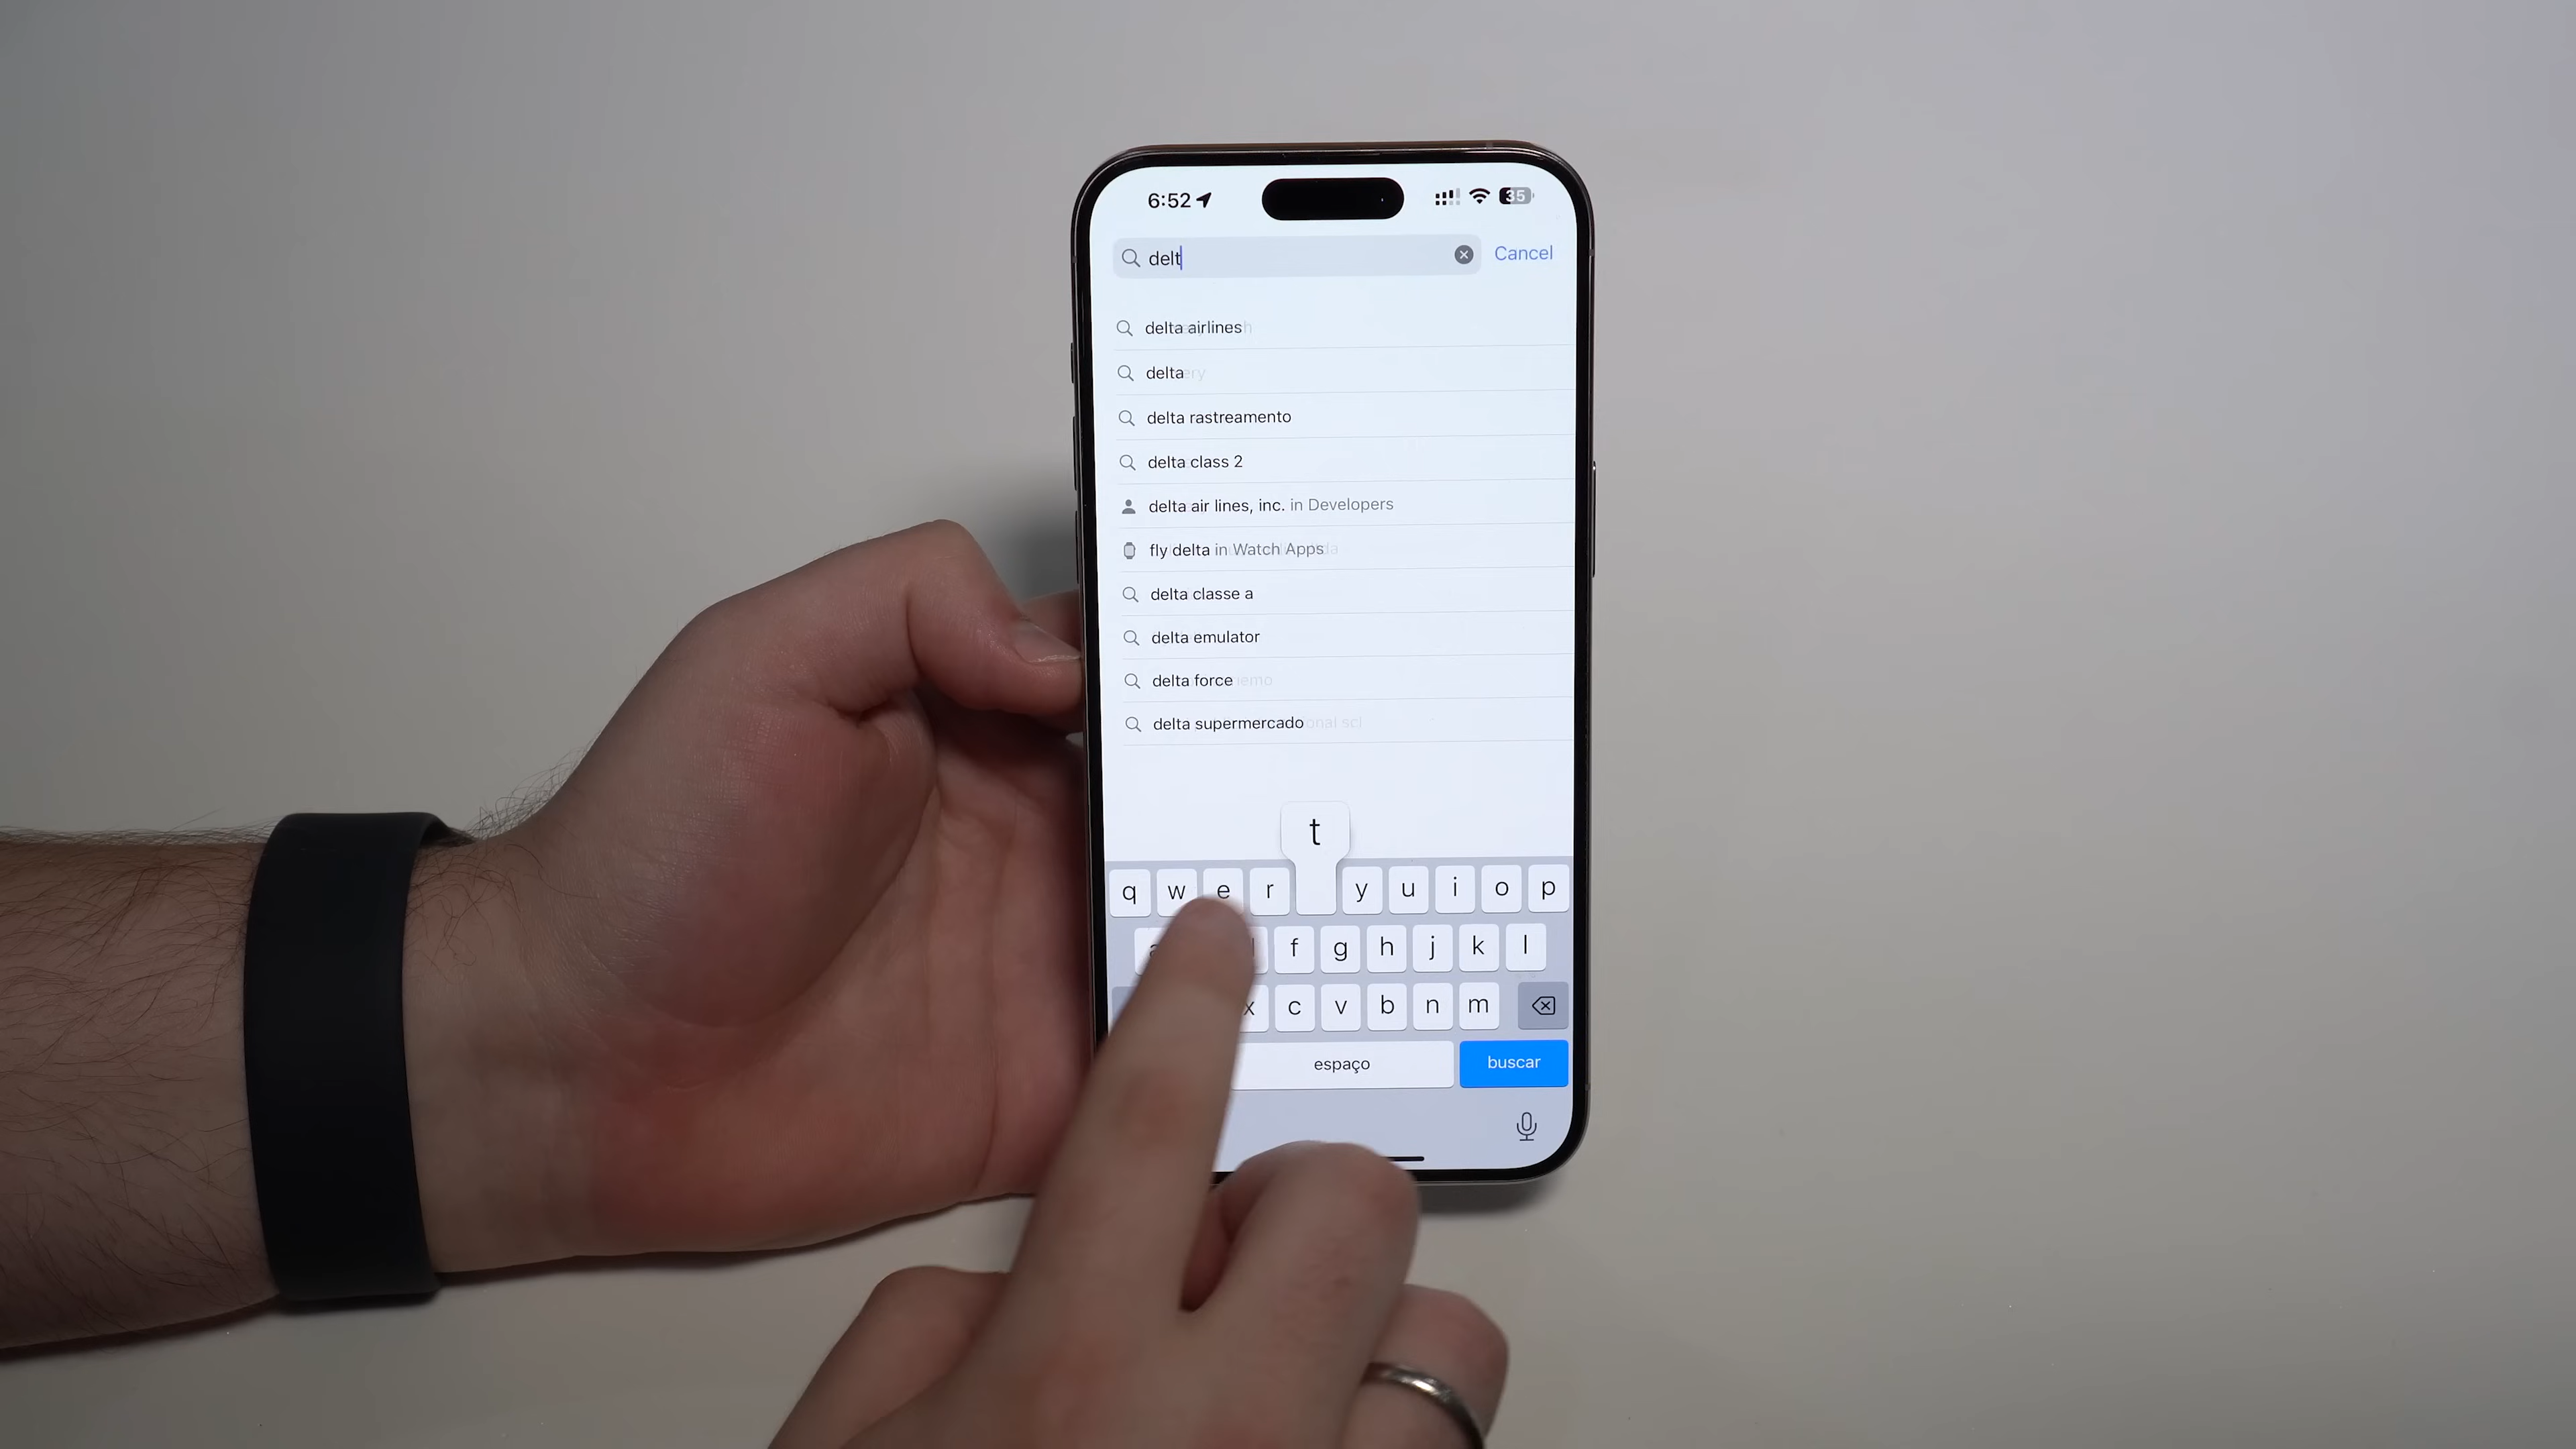 6:52
35
delt
Cancel
delta airlines
delta
delta rastreamento
delta class 2
delta air lines, inc. in Developers
fly delta in Watch Apps
delta classe a
delta emulator
delta force
delta supermercado
t
q w e r y u i o p
f g h j k l
x c v b n m
espaço
buscar